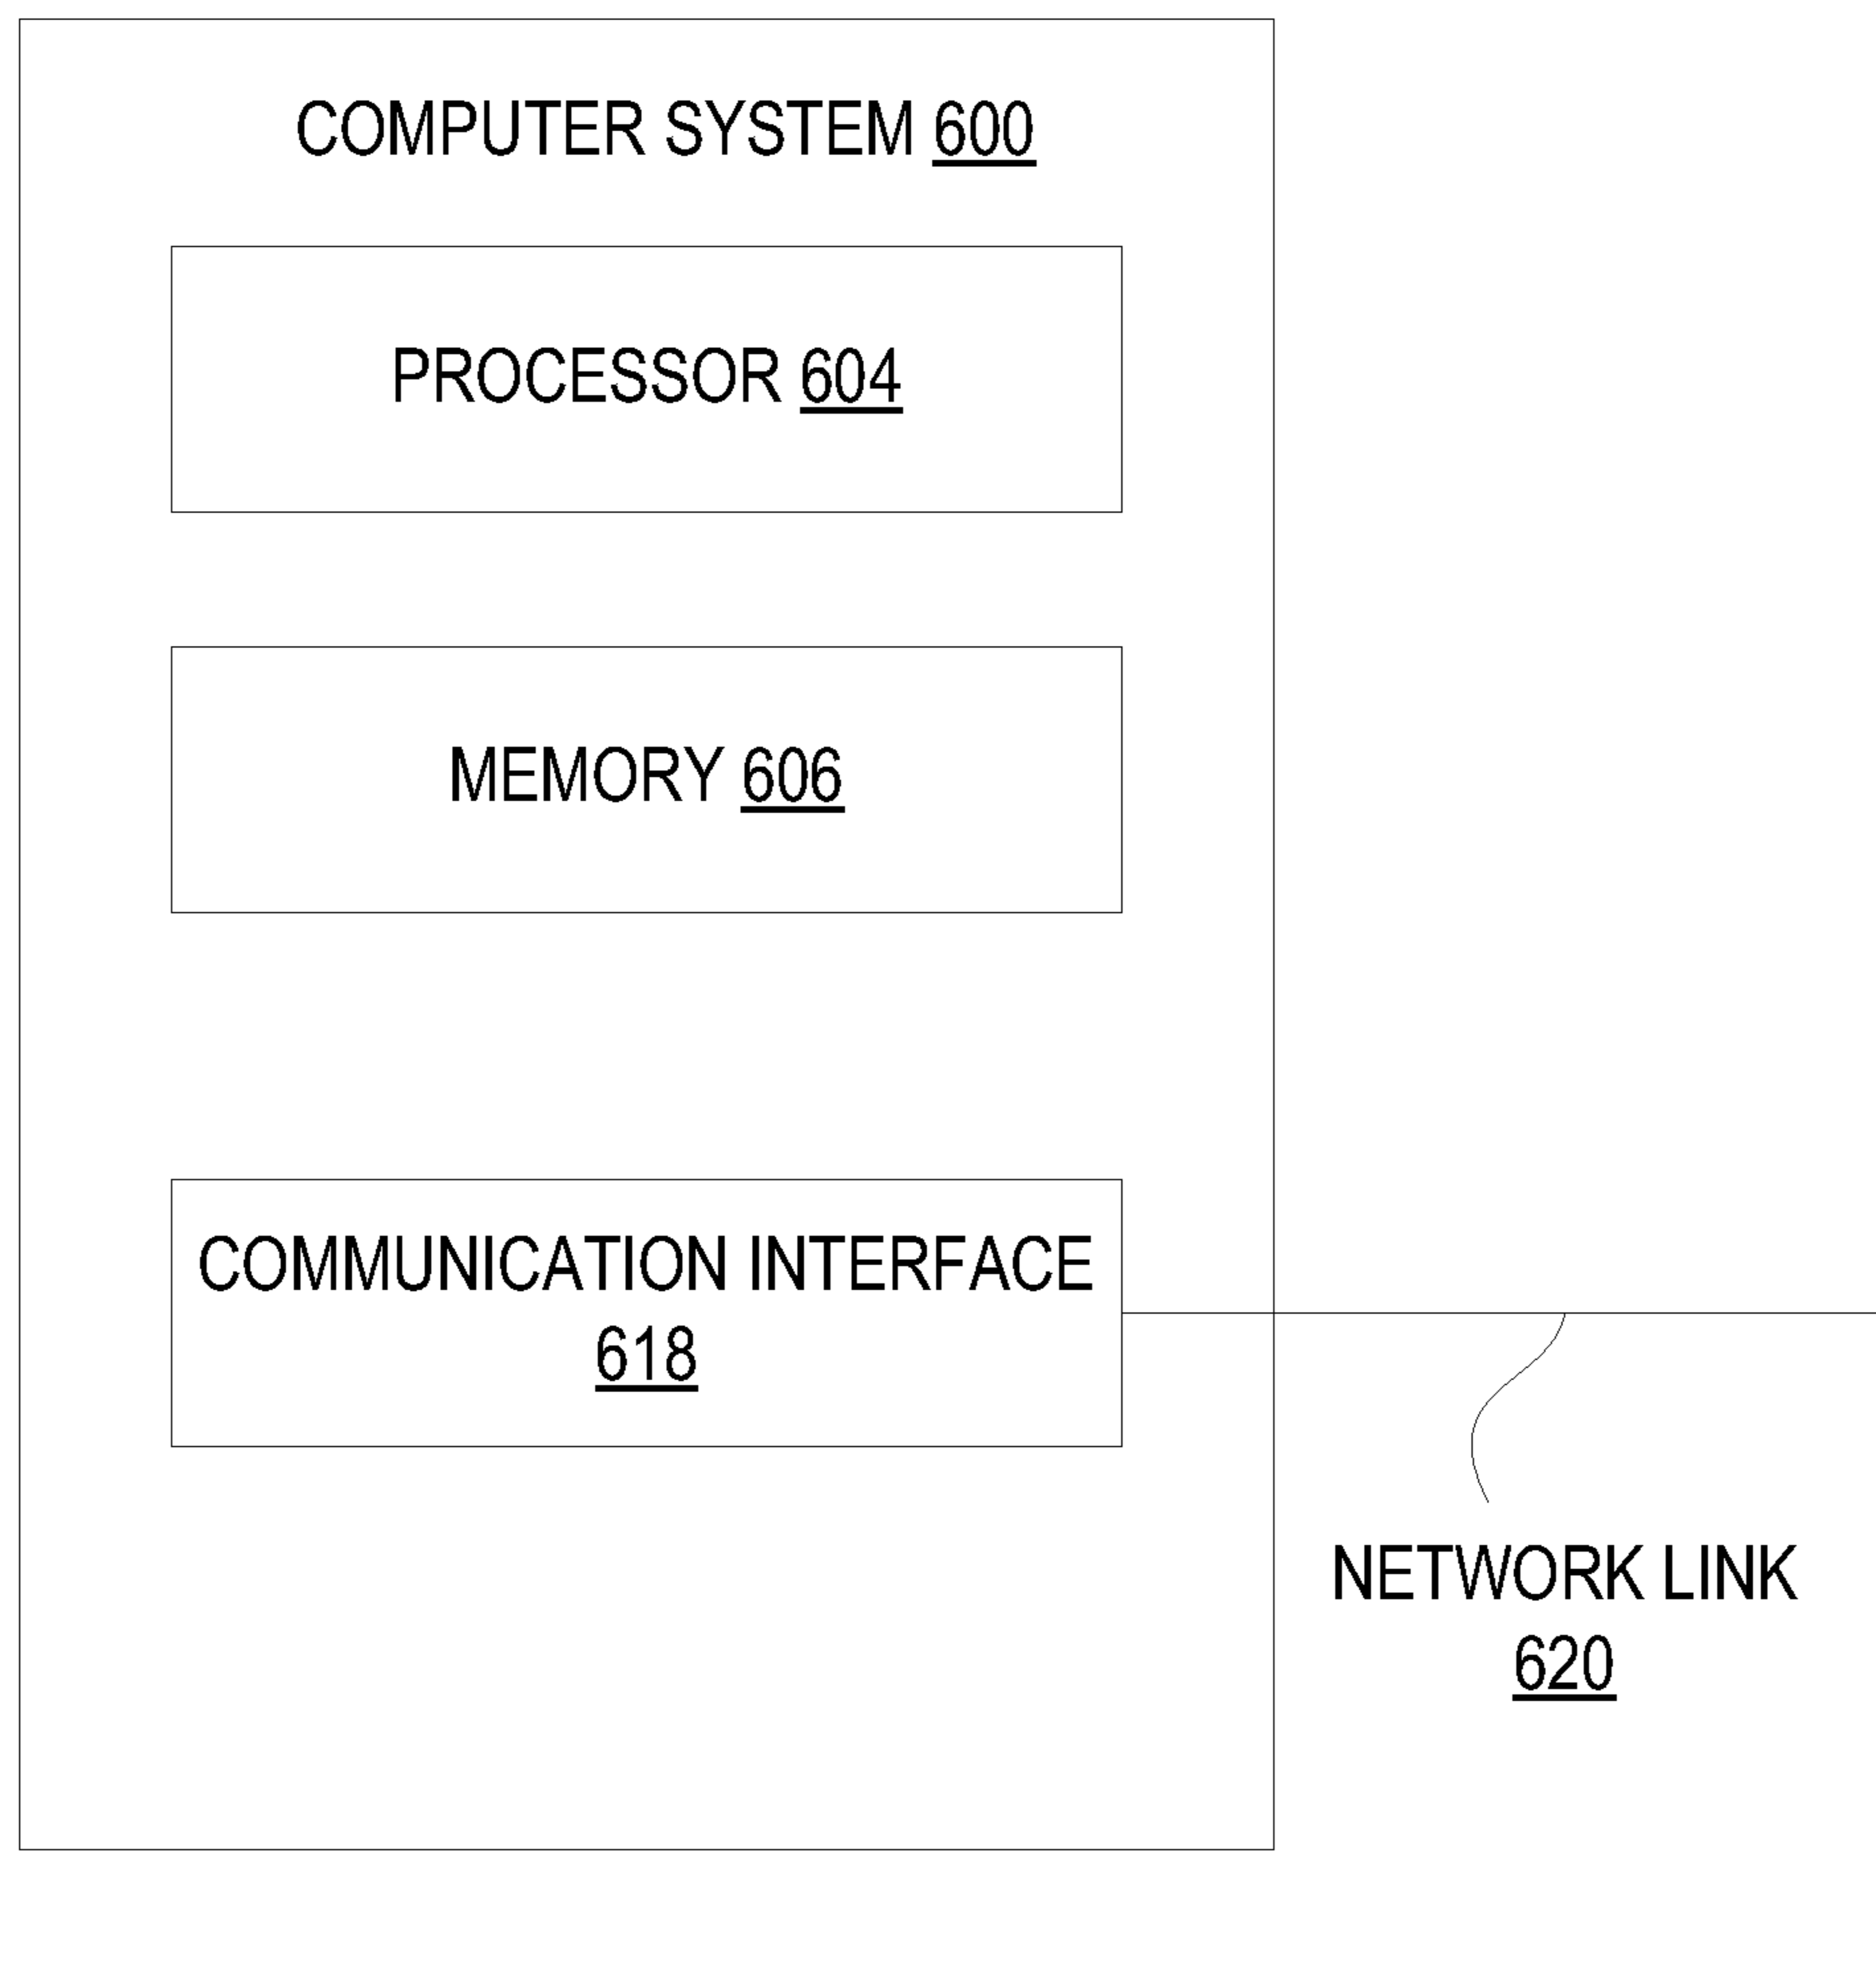 COMPUTER SYSTEM 600
PROCESSOR 604
MEMORY 606
COMMUNICATION INTERFACE
618
NETWORK LINK
620